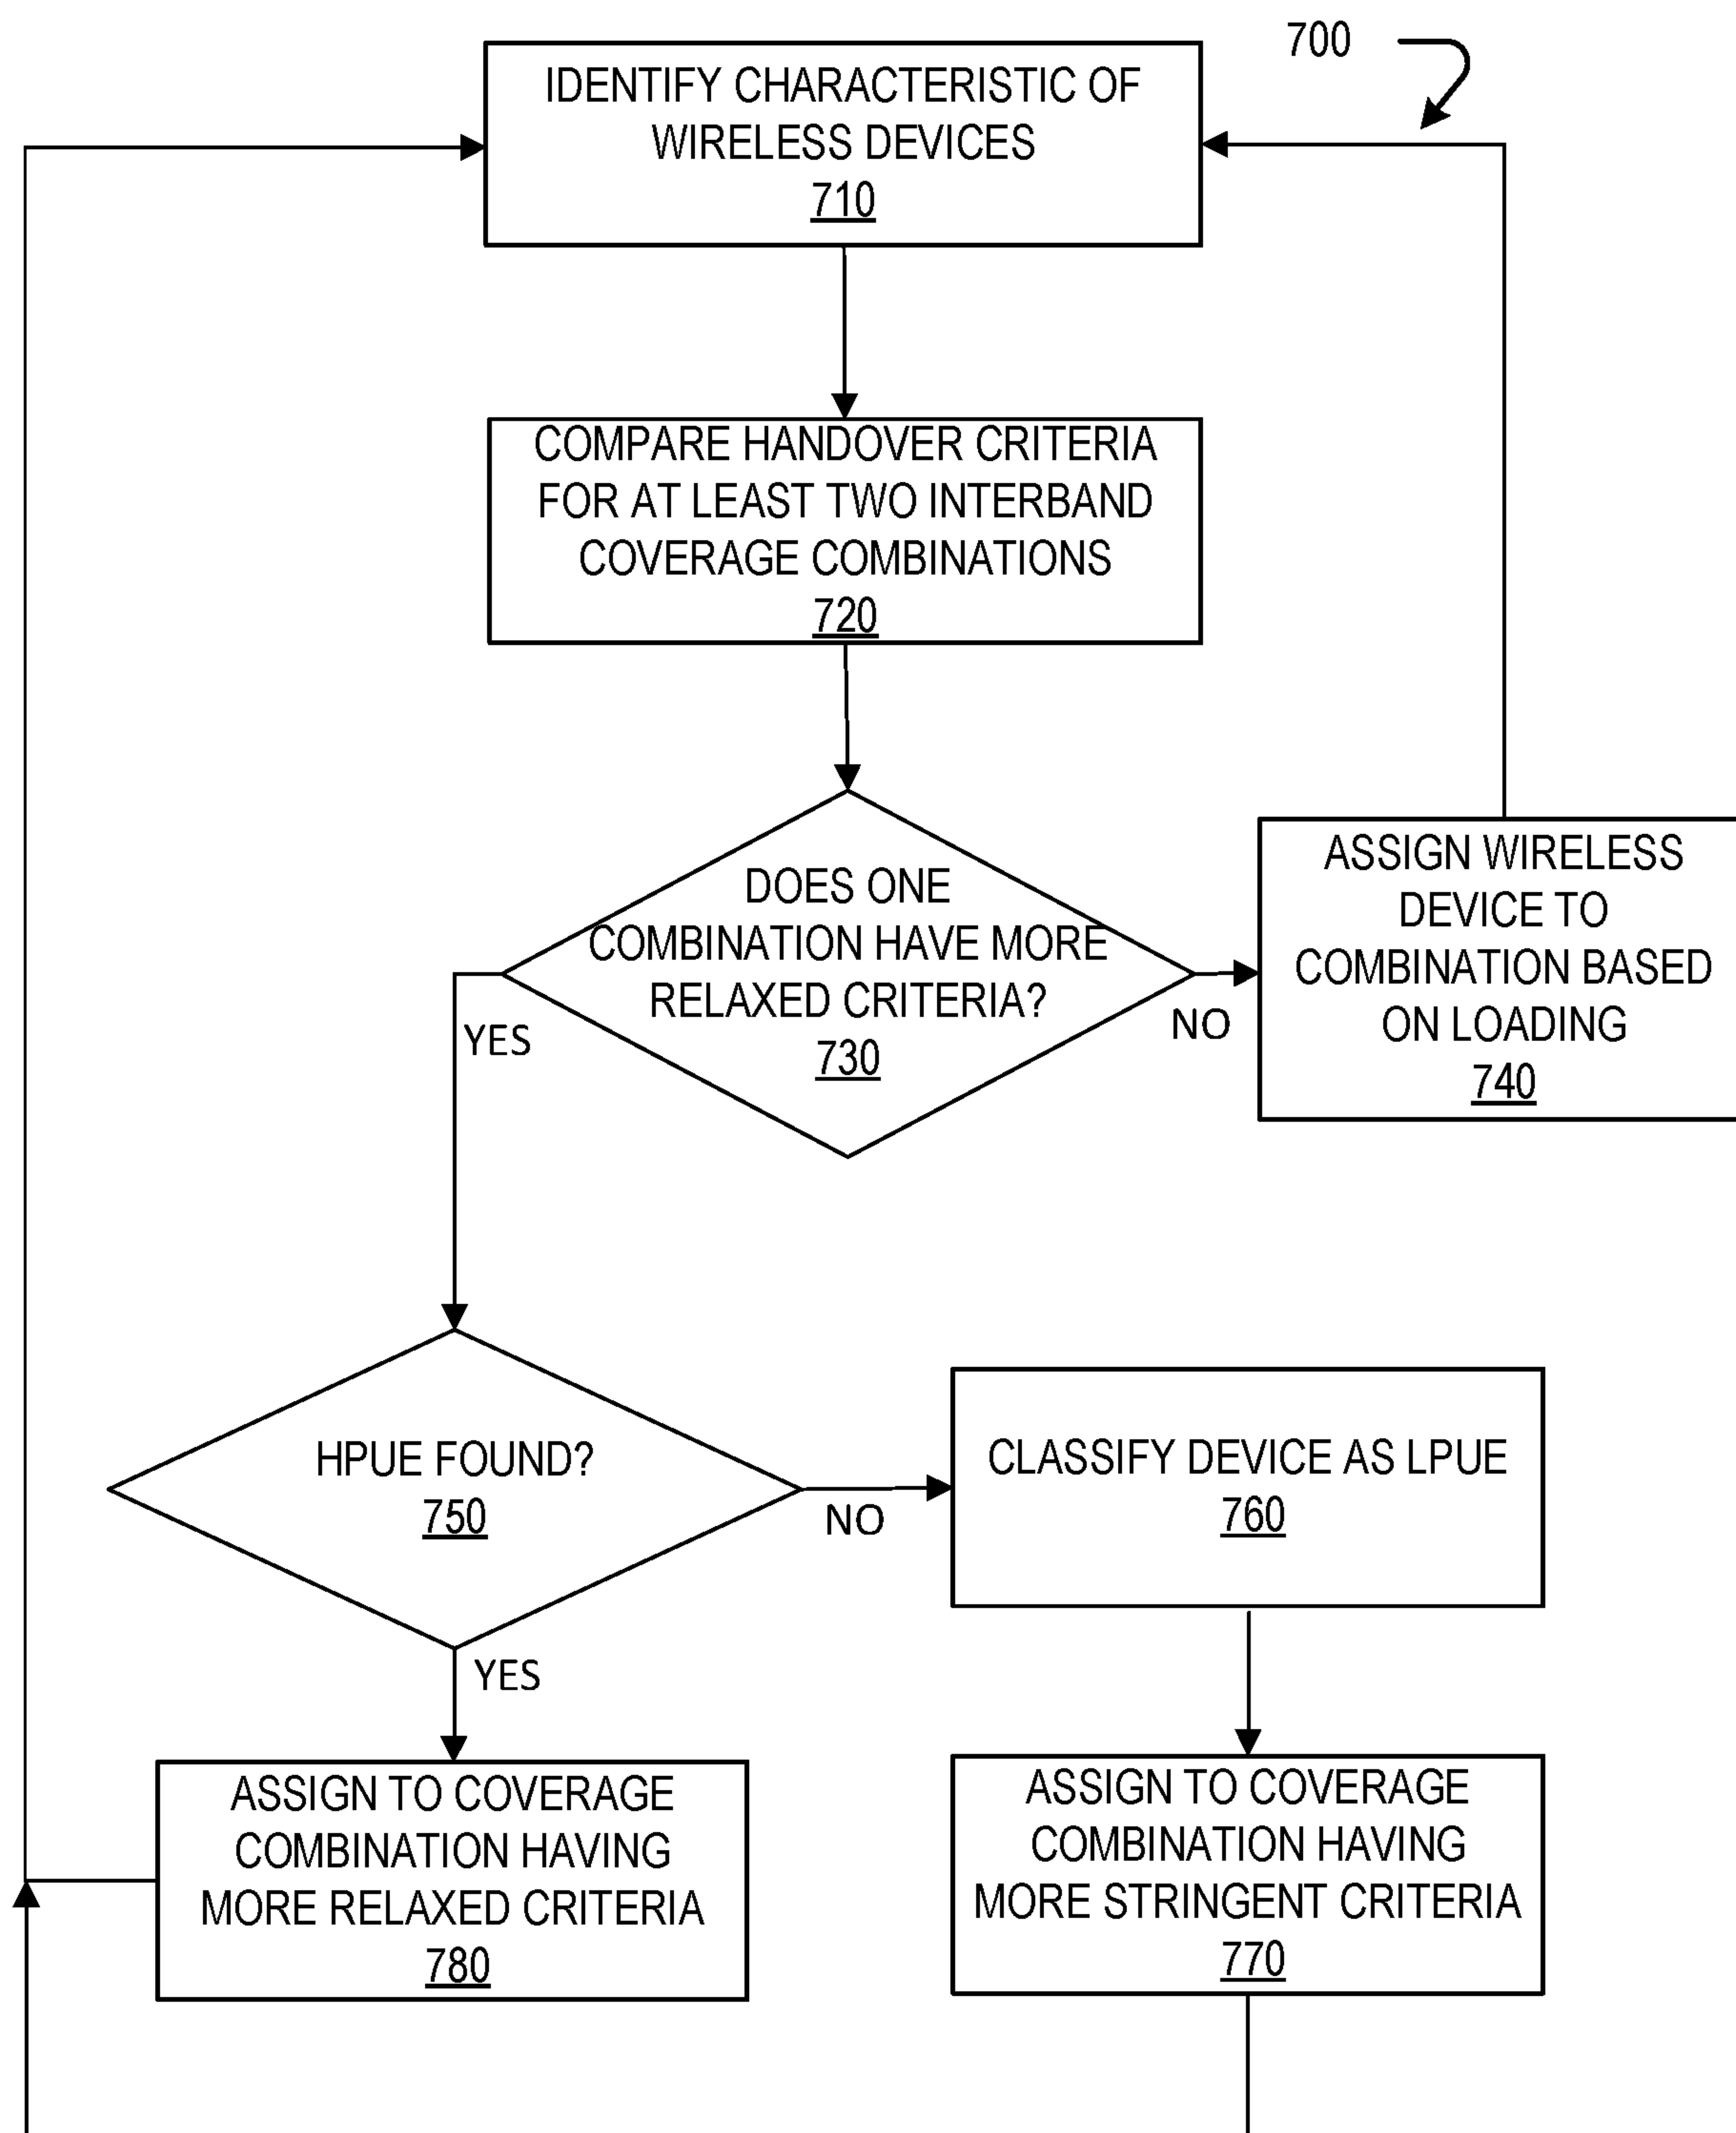 700
IDENTIFY CHARACTERISTIC OF
WIRELESS DEVICES
710
COMPARE HANDOVER CRITERIA
FOR AT LEAST TWO INTERBAND
COVERAGE COMBINATIONS
720
DOES ONE
COMBINATION HAVE MORE
RELAXED CRITERIA?
730
YES
NO
ASSIGN WIRELESS
DEVICE TO
COMBINATION BASED
ON LOADING
740
HPUE FOUND?
750
NO
YES
CLASSIFY DEVICE AS LPUE
760
ASSIGN TO COVERAGE
COMBINATION HAVING
MORE RELAXED CRITERIA
780
ASSIGN TO COVERAGE
COMBINATION HAVING
MORE STRINGENT CRITERIA
770